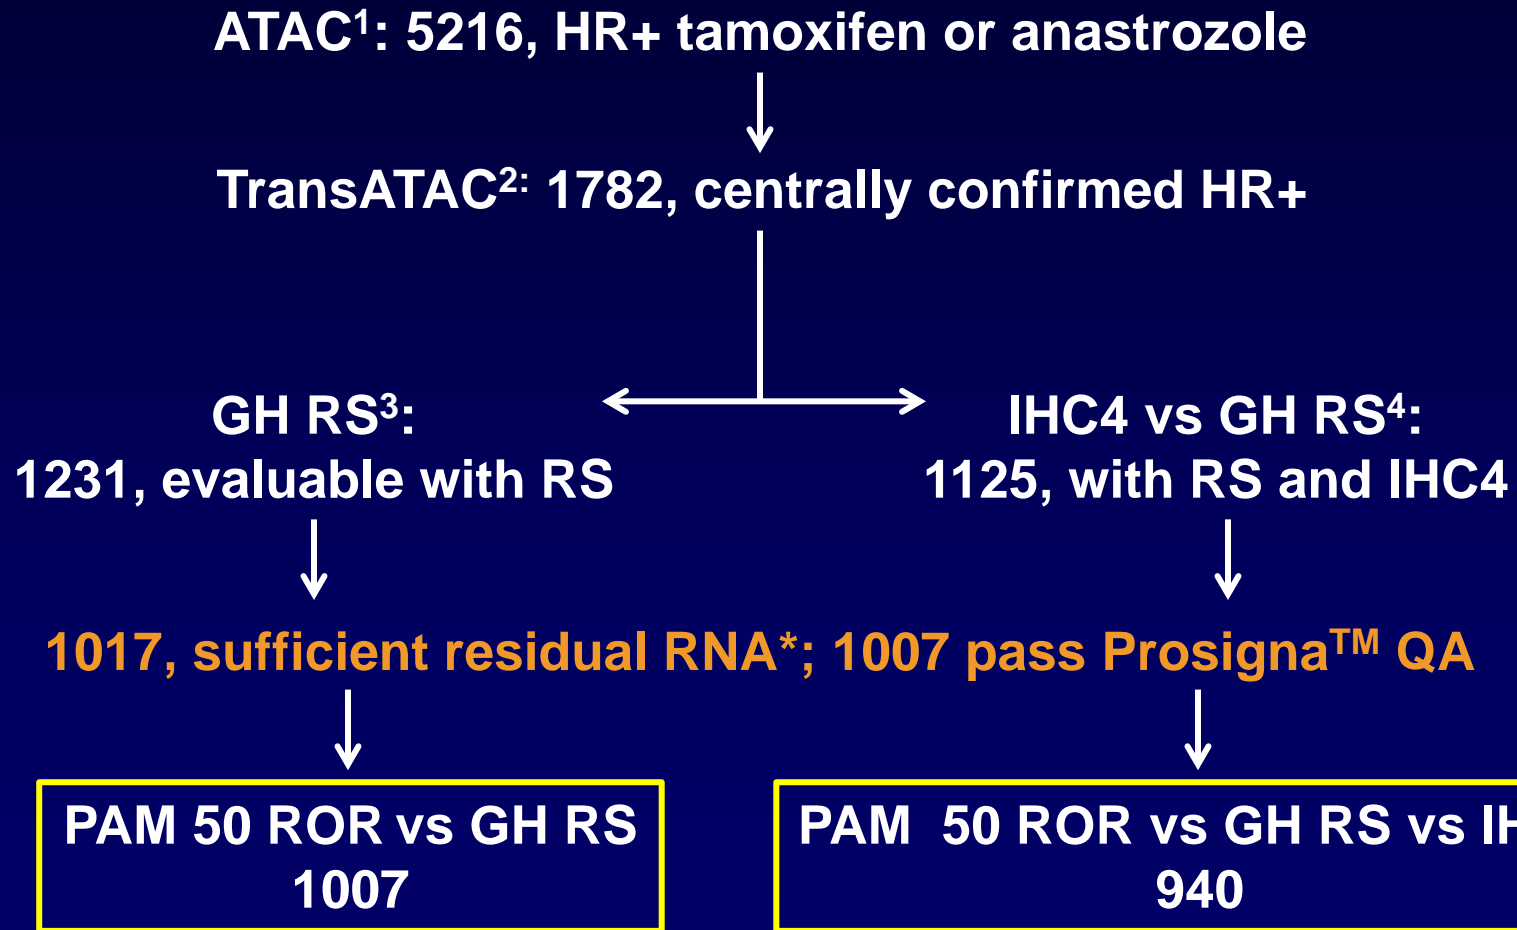 ATAC¹: 5216, HR+ tamoxifen or anastrozole
TransATAC²: 1782, centrally confirmed HR+
GH RS³:
1231, evaluable with RS
IHC4 vs GH RS⁴:
1125, with RS and IHC4
1017, sufficient residual RNA*; 1007 pass Prosigna™ QA
PAM 50 ROR vs GH RS
1007
PAM 50 ROR vs GH RS vs
940